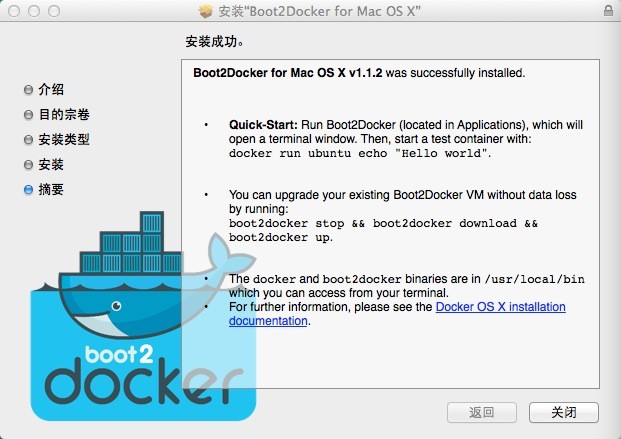 安装“Boot2Docker for Mac OS X”
安装成功。
介绍
目的宗卷
安装类型
安装
摘要
Boot2Docker for Mac OS X v1.1.2 was successfully installed.
• Quick-Start: Run Boot2Docker (located in Applications), which will
open a terminal window. Then, start a test container with:
docker run ubuntu echo "Hello world".
• You can upgrade your existing Boot2Docker VM without data loss
by running:
boot2docker stop && boot2docker download &&
boot2docker up.
• The docker and boot2docker binaries are in /usr/local/bin
which you can access from your terminal.
• For further information, please see the Docker OS X installation
documentation.
boot2
docker
返回
关闭